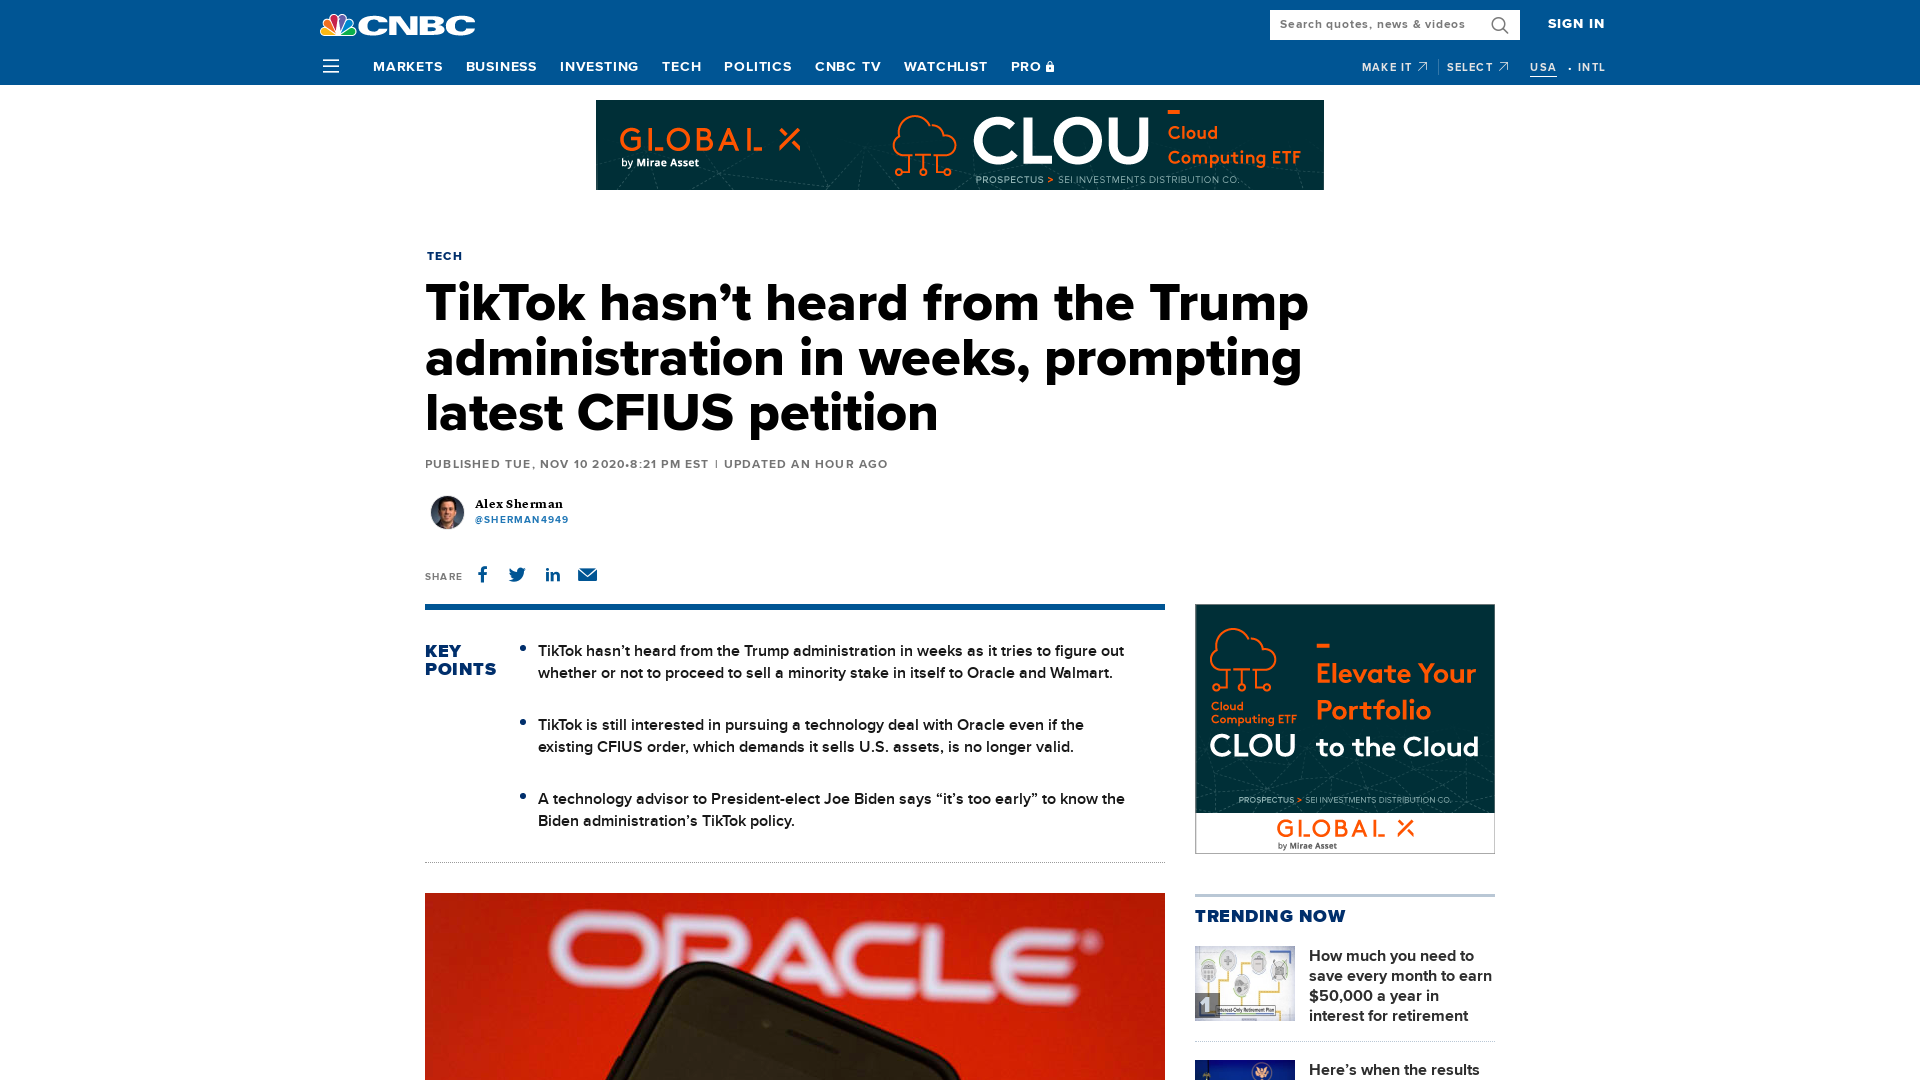 CNBC
Search quotes, news & videos
SIGN IN
MARKETS
BUSINESS
INVESTING
TECH
POLITICS
CNBC TV
WATCHLIST
PRO
MAKE IT
SELECT
USA
• INTL
GLOBAL X
by Mirae Asset
CLOU
Cloud
Computing ETF
PROSPECTUS > SEI INVESTMENTS DISTRIBUTION CO.
TECH
TikTok hasn’t heard from the Trump
administration in weeks, prompting
latest CFIUS petition
PUBLISHED TUE, NOV 10 2020•8:21 PM EST | UPDATED AN HOUR AGO
Alex Sherman
@SHERMAN4949
SHARE
KEY
POINTS
TikTok hasn’t heard from the Trump administration in weeks as it tries to figure out
whether or not to proceed to sell a minority stake in itself to Oracle and Walmart.
TikTok is still interested in pursuing a technology deal with Oracle even if the
existing CFIUS order, which demands it sells U.S. assets, is no longer valid.
A technology advisor to President-elect Joe Biden says “it’s too early” to know the
Biden administration’s TikTok policy.
ORACLE®
Elevate Your
Portfolio
to the Cloud
Cloud
Computing ETF
CLOU
PROSPECTUS > SEI INVESTMENTS DISTRIBUTION CO.
GLOBAL X
by Mirae Asset
TRENDING NOW
1
Interest-Only Retirement Plan
How much you need to
save every month to earn
$50,000 a year in
interest for retirement
Here’s when the results